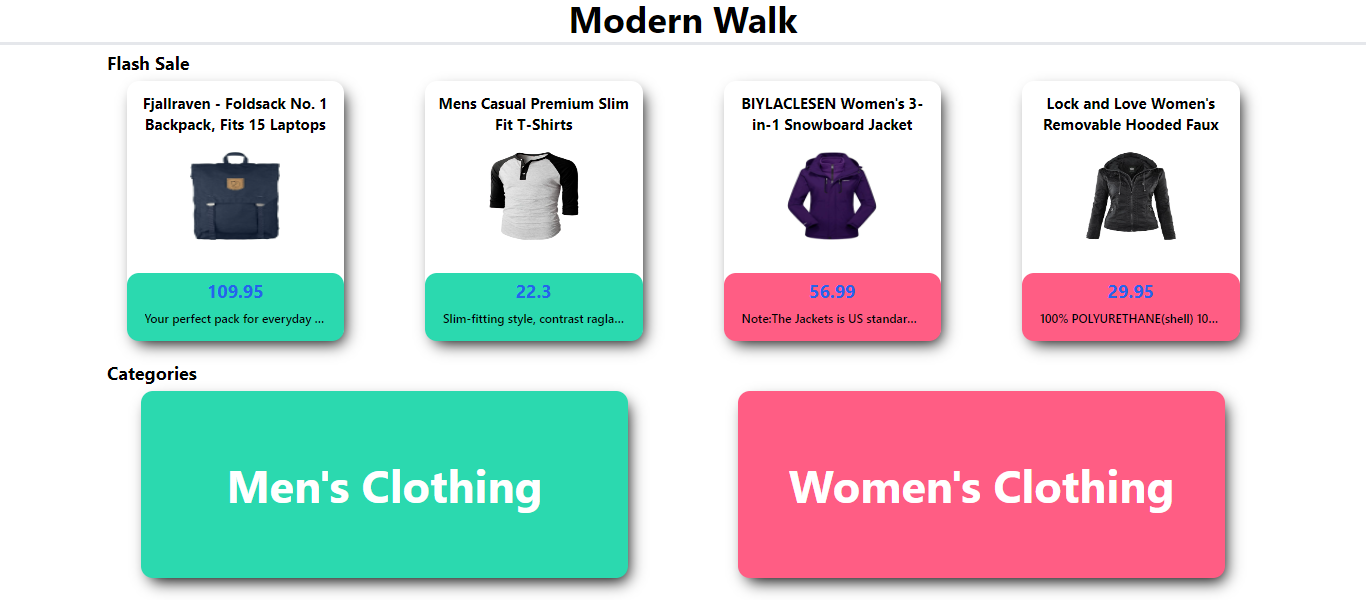 Modern Walk
Flash Sale
Fjallraven - Foldsack No. 1
Backpack, Fits 15 Laptops
Mens Casual Premium Slim
Fit T-Shirts
BIYLACLESEN Women's 3-
in-1 Snowboard Jacket
Lock and Love Women's
Removable Hooded Faux
109.95
Your perfect pack for everyday ...
22.3
Slim-fitting style, contrast ragla...
56.99
Note:The Jackets is US standar...
29.95
100% POLYURETHANE(shell) 10...
Categories
Men's Clothing
Women's Clothing